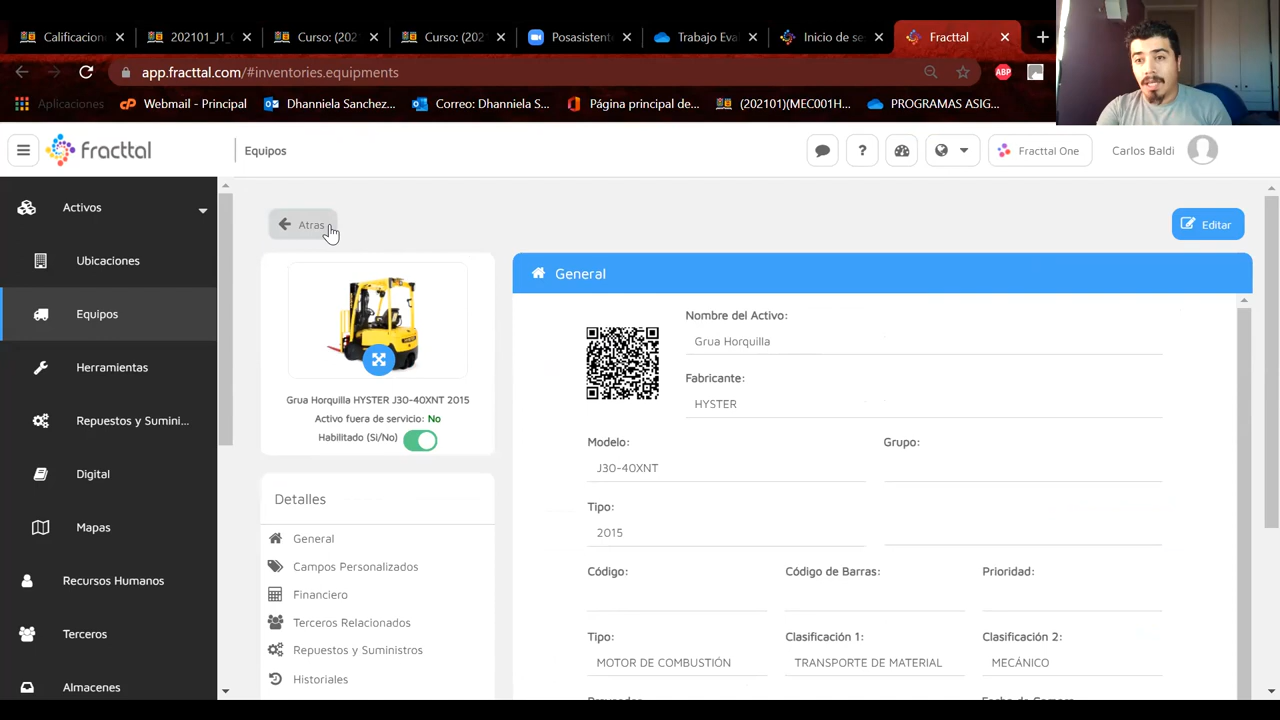 Calificacione
202101_J1_
Curso: (202
Curso: (202
Posasistente
Trabajo Eva
Inicio de se
Fracttal
app.fracttal.com/#inventories.equipments
ABP
Aplicaciones
Webmail - Principal
Dhanniela Sanchez...
Correo: Dhanniela S...
Página principal de...
(202101)(MEC001H...
PROGRAMAS ASIG...
fracttal
Equipos
Fracttal One
Carlos Baldi
Activos
Ubicaciones
Equipos
Herramientas
Repuestos y Sumini...
Digital
Mapas
Recursos Humanos
Terceros
Almacenes
Atras
Editar
Grua Horquilla HYSTER J30-40XNT 2015
Activo fuera de servicio: No
Habilitado (Si/No)
Detalles
General
Campos Personalizados
Financiero
Terceros Relacionados
Repuestos y Suministros
Historiales
General
Nombre del Activo:
Grua Horquilla
Fabricante:
HYSTER
Modelo:
Grupo:
J30-40XNT
Tipo:
2015
Código:
Código de Barras:
Prioridad:
Tipo:
Clasificación 1:
Clasificación 2:
MOTOR DE COMBUSTIÓN
TRANSPORTE DE MATERIAL
MECÁNICO